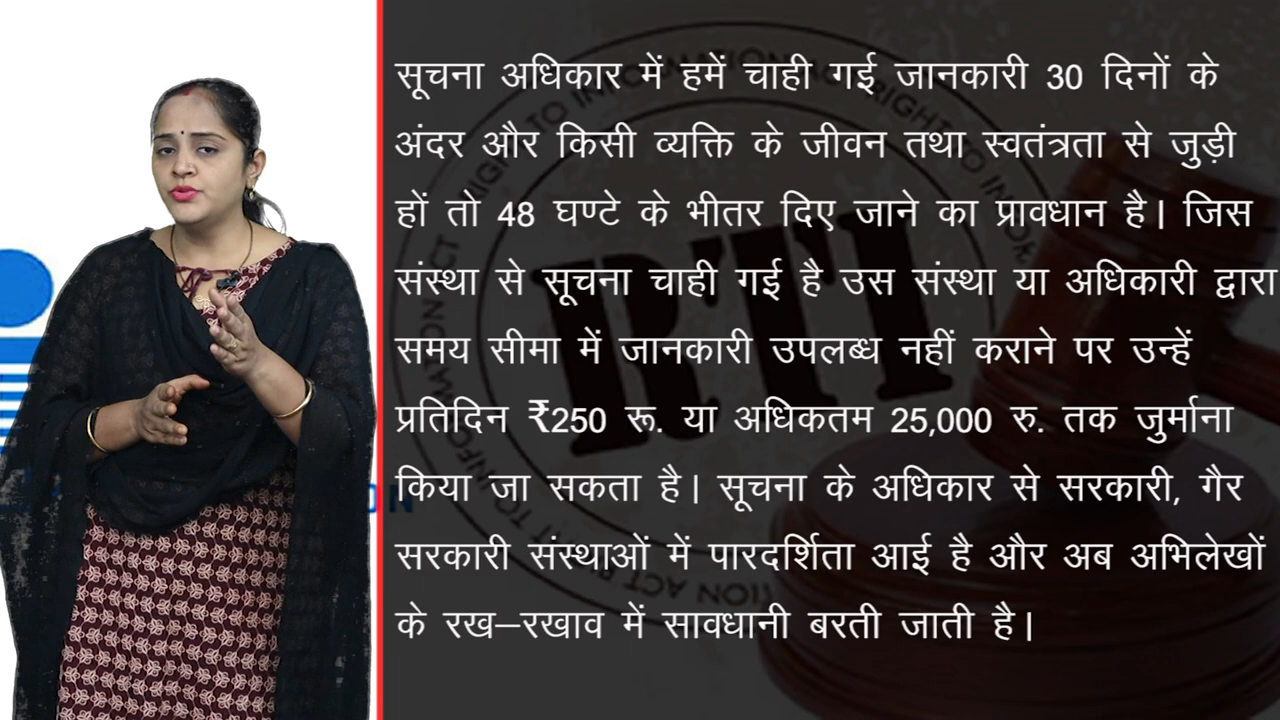 सूचना अधिकार में हमें चाही गई जानकारी 30 दिनों के
अंदर और किसी व्यक्ति के जीवन तथा स्वतंत्रता से जुड़ी
हों तो 48 घण्टे के भीतर दिए जाने का प्रावधान है। जिस
संस्था से सूचना चाही गई है उस संस्था या अधिकारी द्वारा
समय सीमा में जानकारी उपलब्ध नहीं कराने पर उन्हें
प्रतिदिन ₹250 रू. या अधिकतम 25,000 रु. तक जुर्माना
किया जा सकता है। सूचना के अधिकार से सरकारी, गैर
सरकारी संस्थाओं में पारदर्शिता आई है और अब अभिलेखों
के रख–रखाव में सावधानी बरती जाती है।
RTI